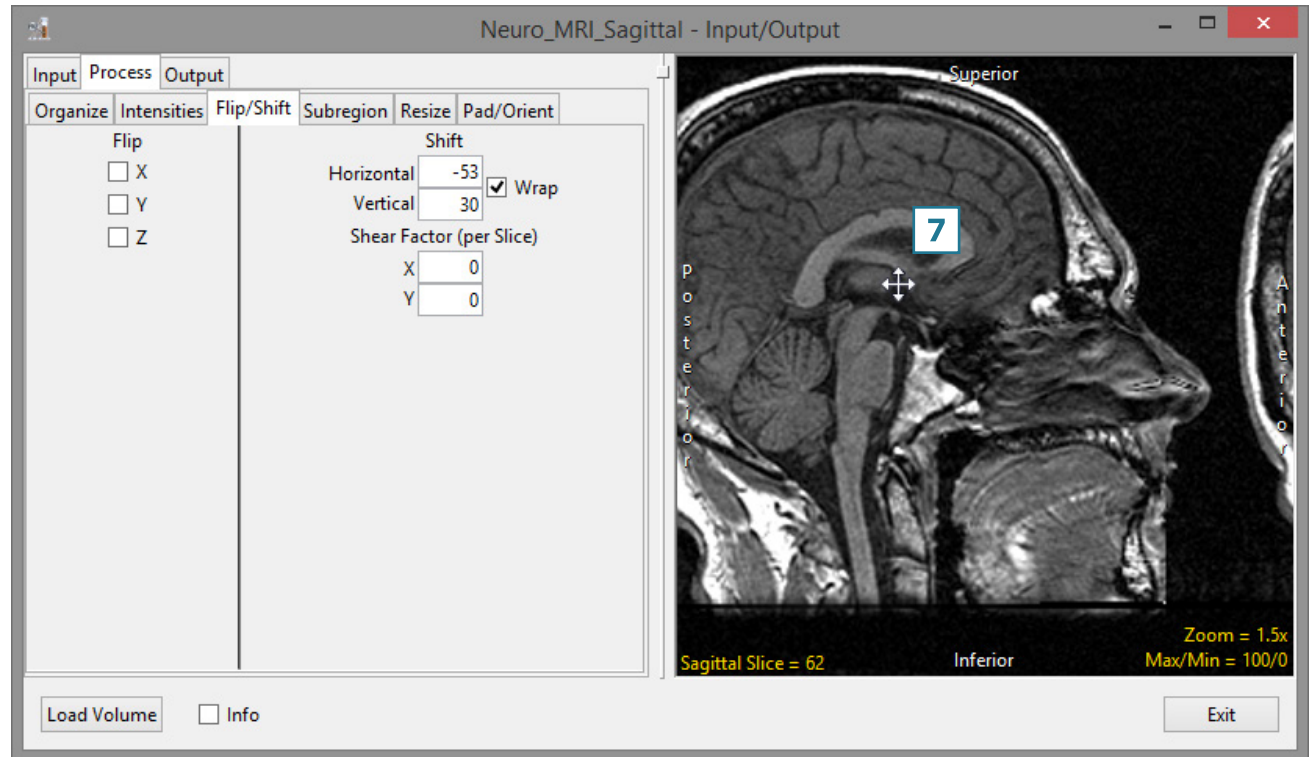 Neuro_MRI_Sagittal - Input/Output
Input Process Output
Organize Intensities Flip/Shift Subregion Resize Pad/Orient
Flip
X
Y
Z
Shift
Horizontal -53
Vertical 30
Wrap
Shear Factor (per Slice)
X 0
Y 0
Superior
7
Posterior
Anterior
Sagittal Slice = 62
Inferior
Zoom = 1.5x
Max/Min = 100/0
Load Volume
Info
Exit